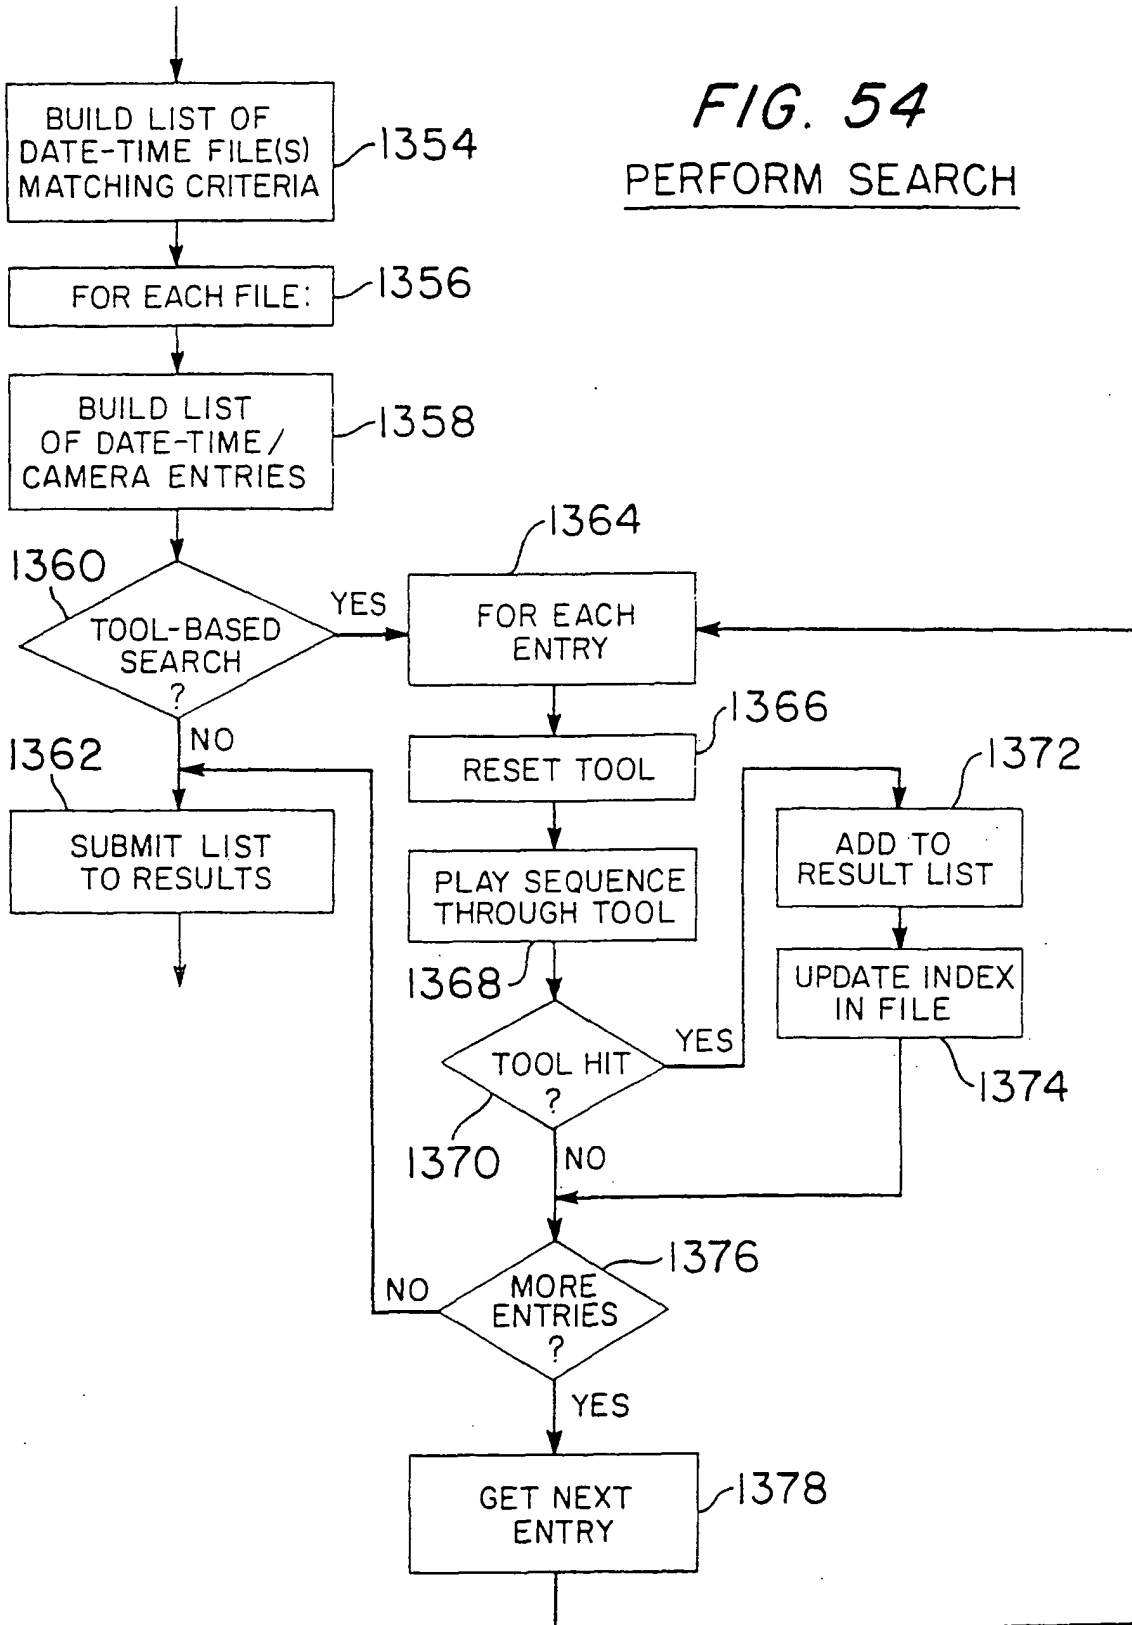 FIG. 54
PERFORM SEARCH
BUILD LIST OF
DATE-TIME FILE(S)
MATCHING CRITERIA
1354
FOR EACH FILE:
1356
BUILD LIST
OF DATE-TIME/
CAMERA ENTRIES
1358
1360
TOOL-BASED
SEARCH
?
YES
NO
1362
SUBMIT LIST
TO RESULTS
1364
FOR EACH
ENTRY
1366
RESET TOOL
PLAY SEQUENCE
THROUGH TOOL
1368
TOOL HIT
?
1370
YES
NO
1372
ADD TO
RESULT LIST
UPDATE INDEX
IN FILE
1374
1376
MORE
ENTRIES
?
NO
YES
GET NEXT
ENTRY
1378